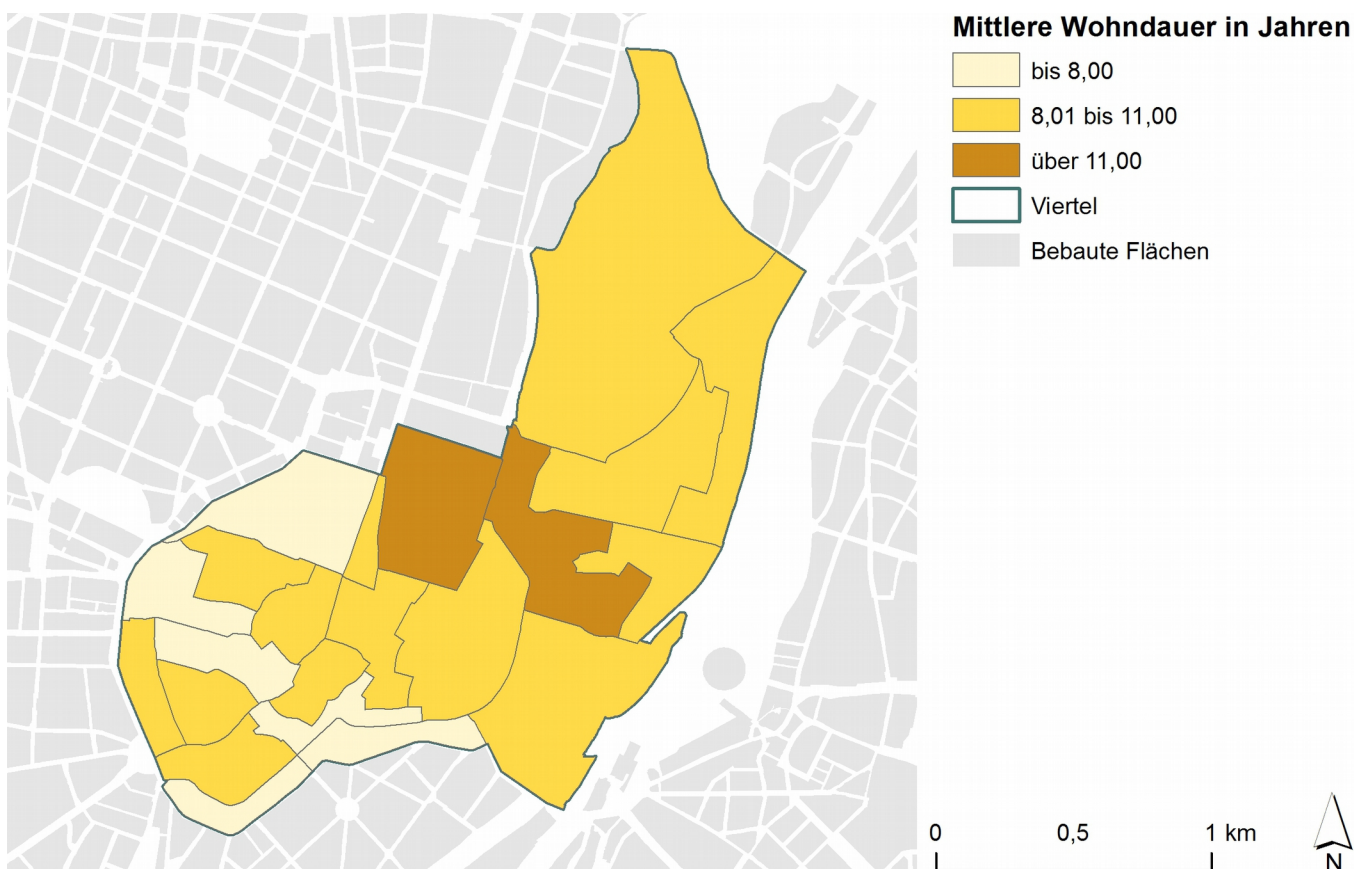 Mittlere Wohndauer in Jahren
bis 8,00
8,01 bis 11,00
über 11,00
Viertel
Bebaute Flächen
0 0,5 1 km
N